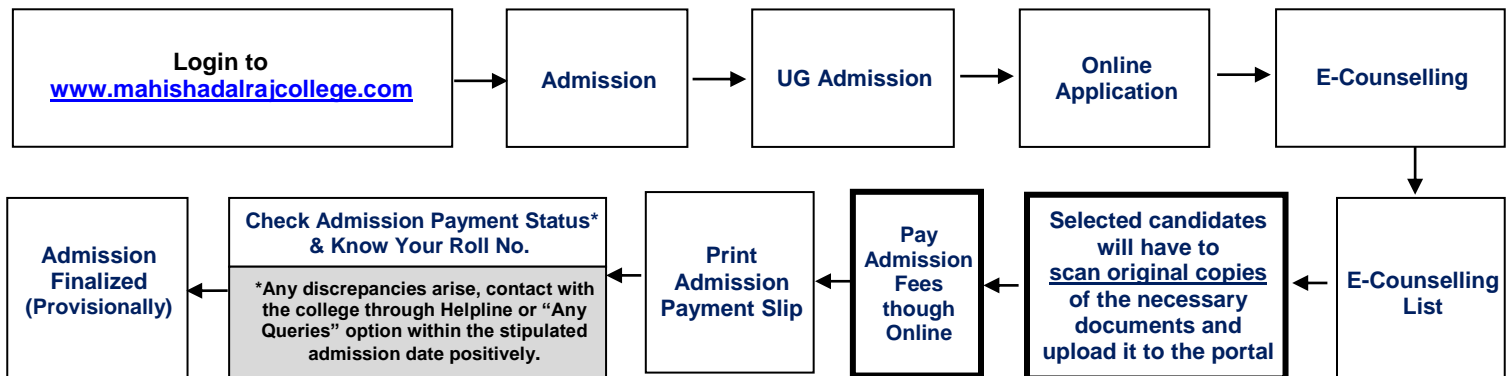 Login to
www.mahishadalrajcollege.com
Admission
UG Admission
Online
Application
E-Counselling
E-Counselling
List
Selected candidates
will have to
scan original copies
of the necessary
documents and
upload it to the portal
Pay
Admission
Fees
though
Online
Print
Admission
Payment Slip
Check Admission Payment Status*
& Know Your Roll No.
*Any discrepancies arise, contact with
the college through Helpline or “Any
Queries” option within the stipulated
admission date positively.
Admission
Finalized
(Provisionally)